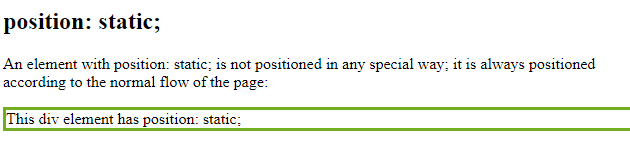 position: static;
An element with position: static; is not positioned in any special way; it is always positioned
according to the normal flow of the page:
This div element has position: static;